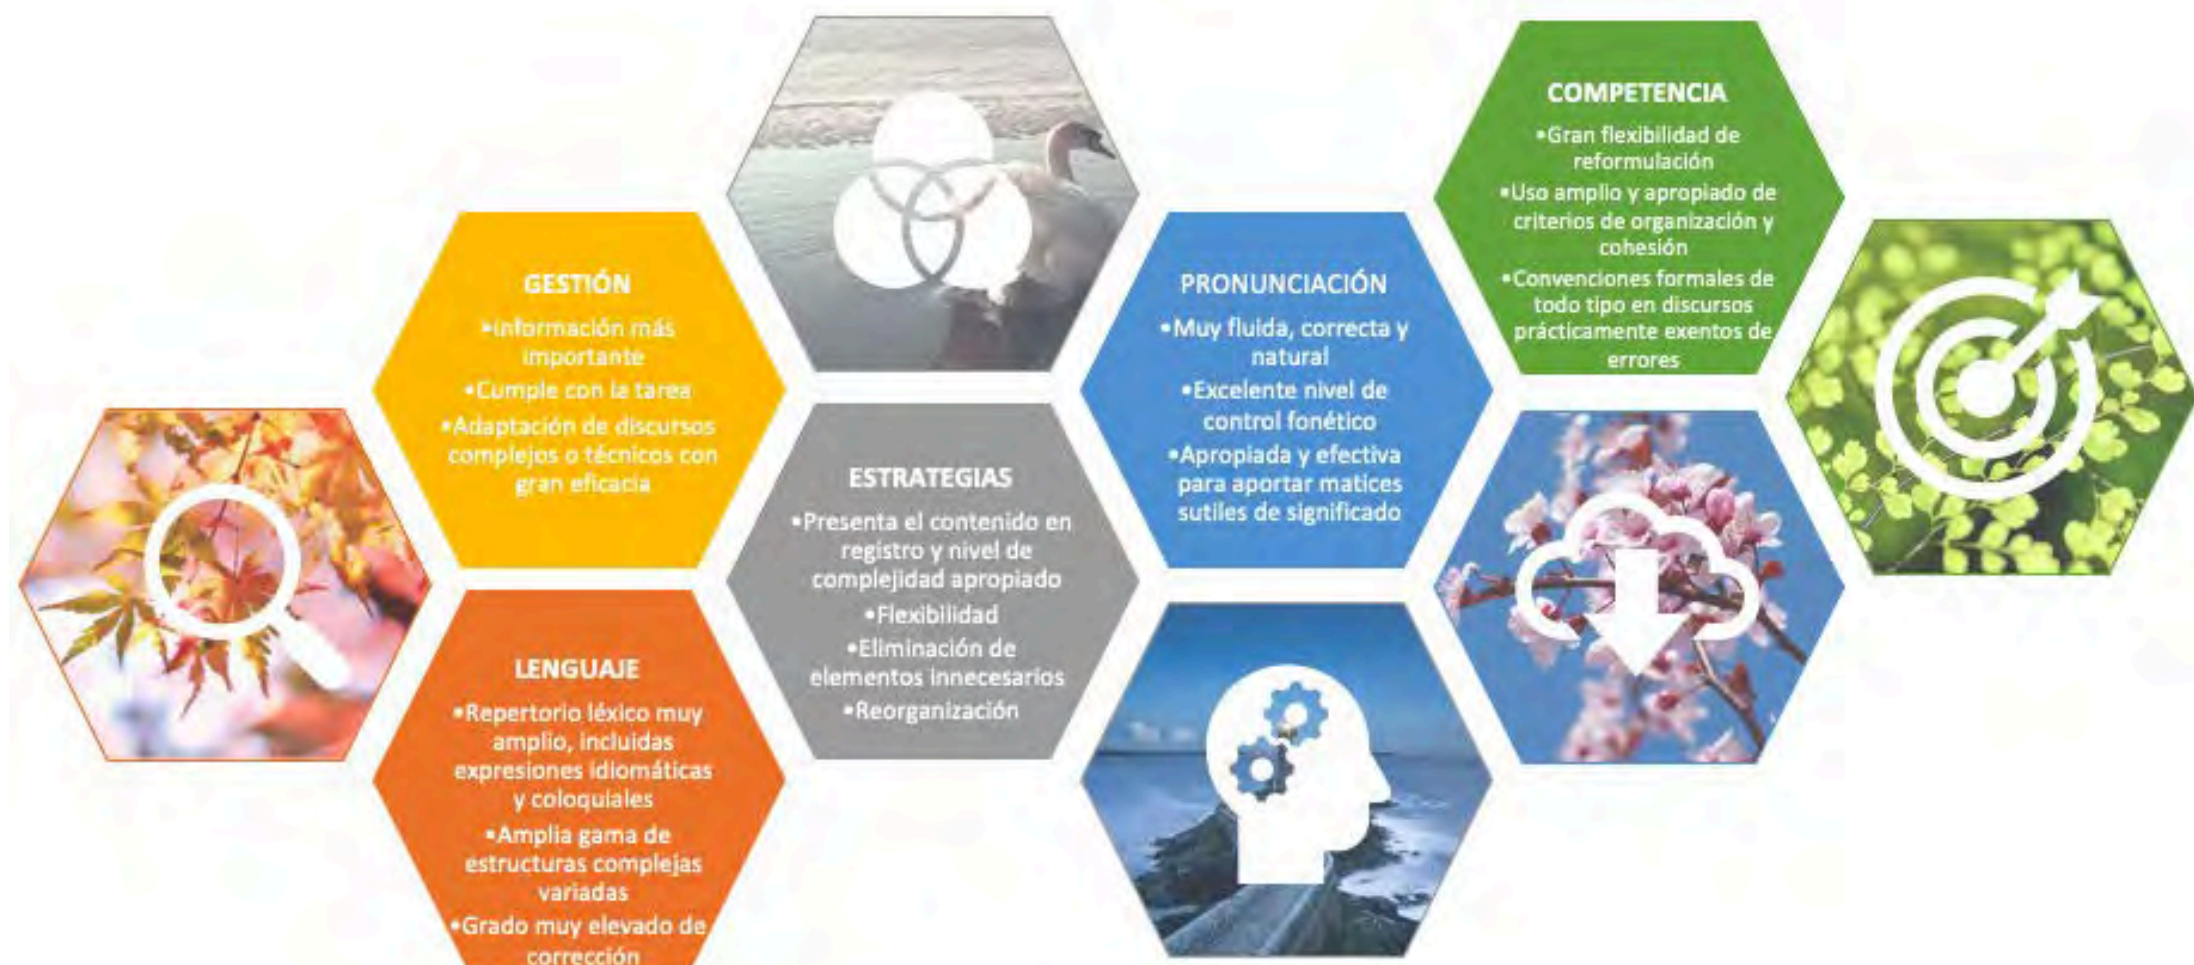 GESTIÓN
•Información más
importante
•Cumple con la tarea
•Adaptación de discursos
complejos o técnicos con
gran eficacia
LENGUAJE
•Repertorio léxico muy
amplio, incluidas
expresiones idiomáticas
y coloquiales
•Amplia gama de
estructuras complejas
variadas
•Grado muy elevado de
corrección
ESTRATEGIAS
•Presenta el contenido en
registro y nivel de
complejidad apropiado
•Flexibilidad
•Eliminación de
elementos innecesarios
•Reorganización
PRONUNCIACIÓN
•Muy fluida, correcta y
natural
•Excelente nivel de
control fonético
•Apropiada y efectiva
para aportar matices
sutiles de significado
COMPETENCIA
•Gran flexibilidad de
reformulación
•Uso amplio y apropiado de
criterios de organización y
cohesión
•Convenciones formales de
todo tipo en discursos
prácticamente exentos de
errores